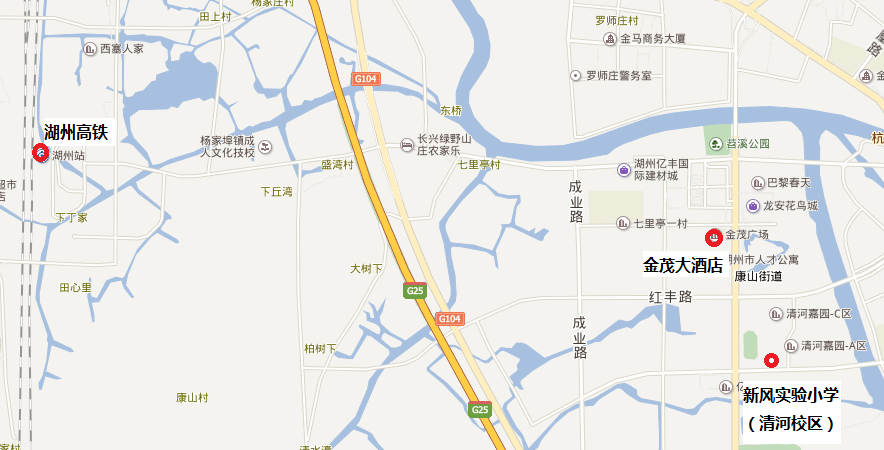 杨家庄村
田上村
罗师庄村
金马商务大厦
西塞人家
G104
罗师庄警务室
东桥
湖州高铁
湖州站
杨家埠镇成
人文化技校
盛湾村
长兴绿野山
庄农家乐
七里亭村
苕溪公园
杭
湖州亿丰国
际建材城
巴黎春天
超市
店
下丘湾
成业路
龙安花鸟城
下丁家
七里亭一村
金茂广场
大树下
金茂大酒店
湖州市人才公寓
康山街道
田心里
G25
红丰路
G104
成业路
清河嘉园-C区
柏树下
清河嘉园-A区
康山村
G25
新风实验小学
（清河校区）